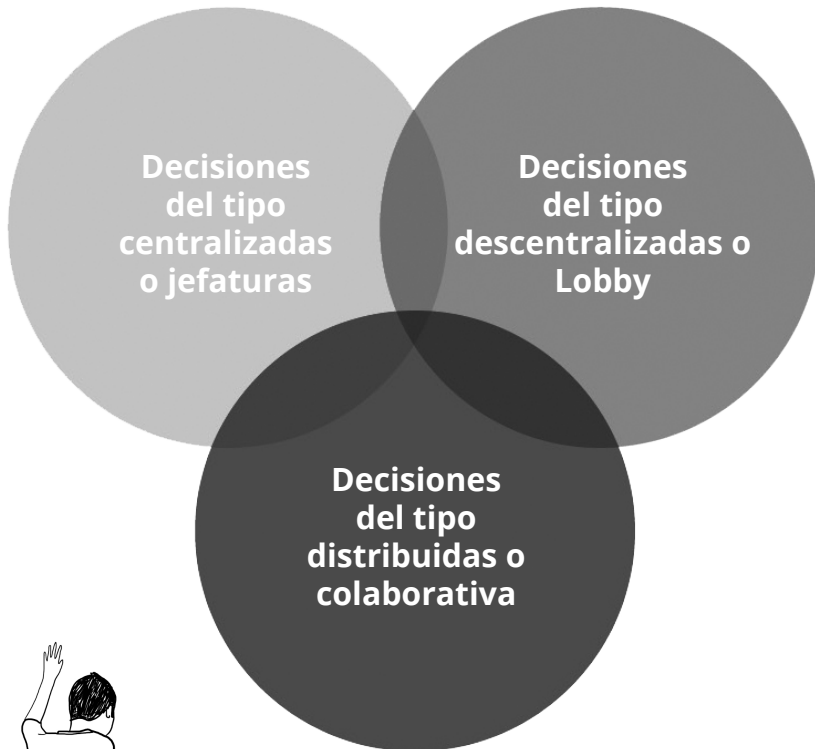 Decisiones
del tipo
centralizadas
o jefaturas
Decisiones
del tipo
descentralizadas o
Lobby
Decisiones
del tipo
distribuidas o
colaborativa